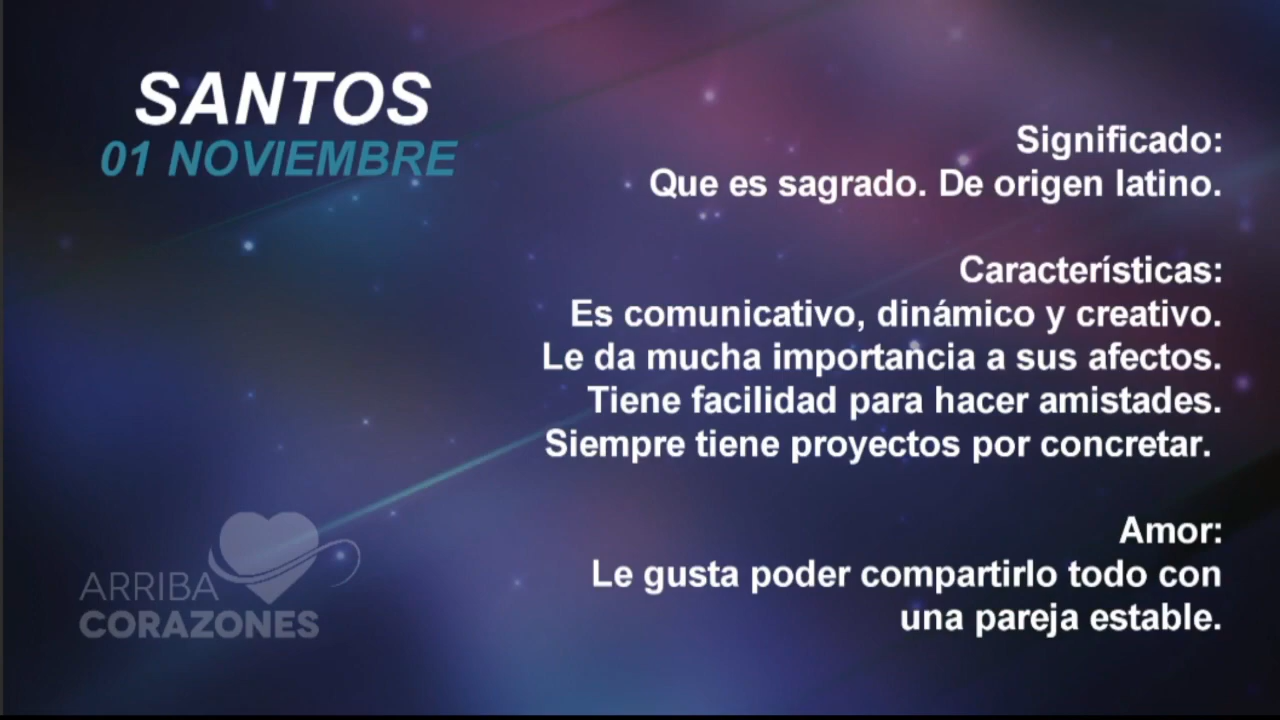 SANTOS
01 NOVIEMBRE
Significado:
Que es sagrado. De origen latino.
Características:
Es comunicativo, dinámico y creativo.
Le da mucha importancia a sus afectos.
Tiene facilidad para hacer amistades.
Siempre tiene proyectos por concretar.
Amor:
Le gusta poder compartirlo todo con
una pareja estable.
ARRIBA
CORAZONES